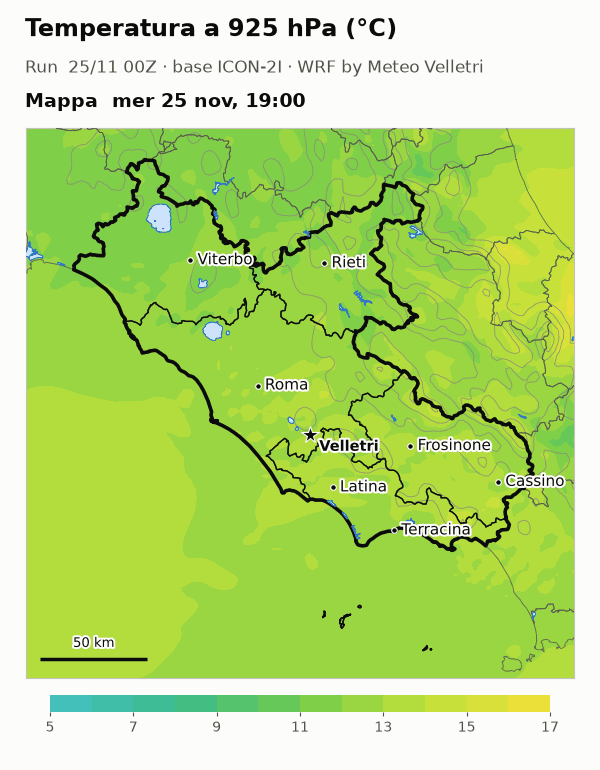 Temperatura a 925 hPa (°C)
Run  25/11 00Z · base ICON-2I · WRF by Meteo Velletri
Mappa  mer 25 nov, 19:00
Viterbo
Rieti
Roma
Velletri
Frosinone
Latina
Cassino
Terracina
50 km
5 7 9 11 13 15 17